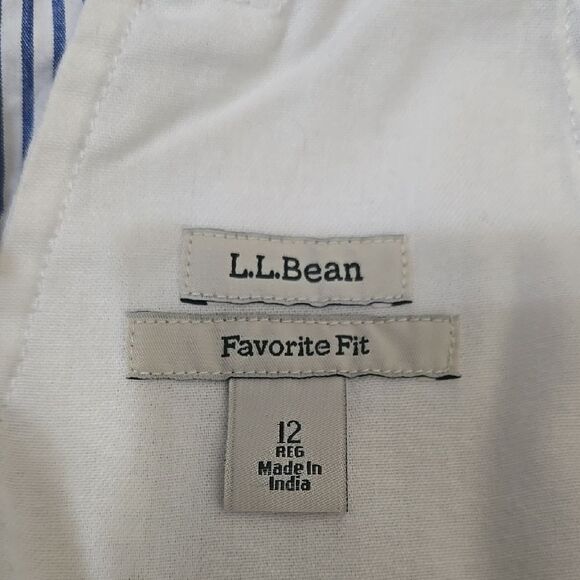 L.L.Bean
Favorite Fit
12
REG
Made In
India